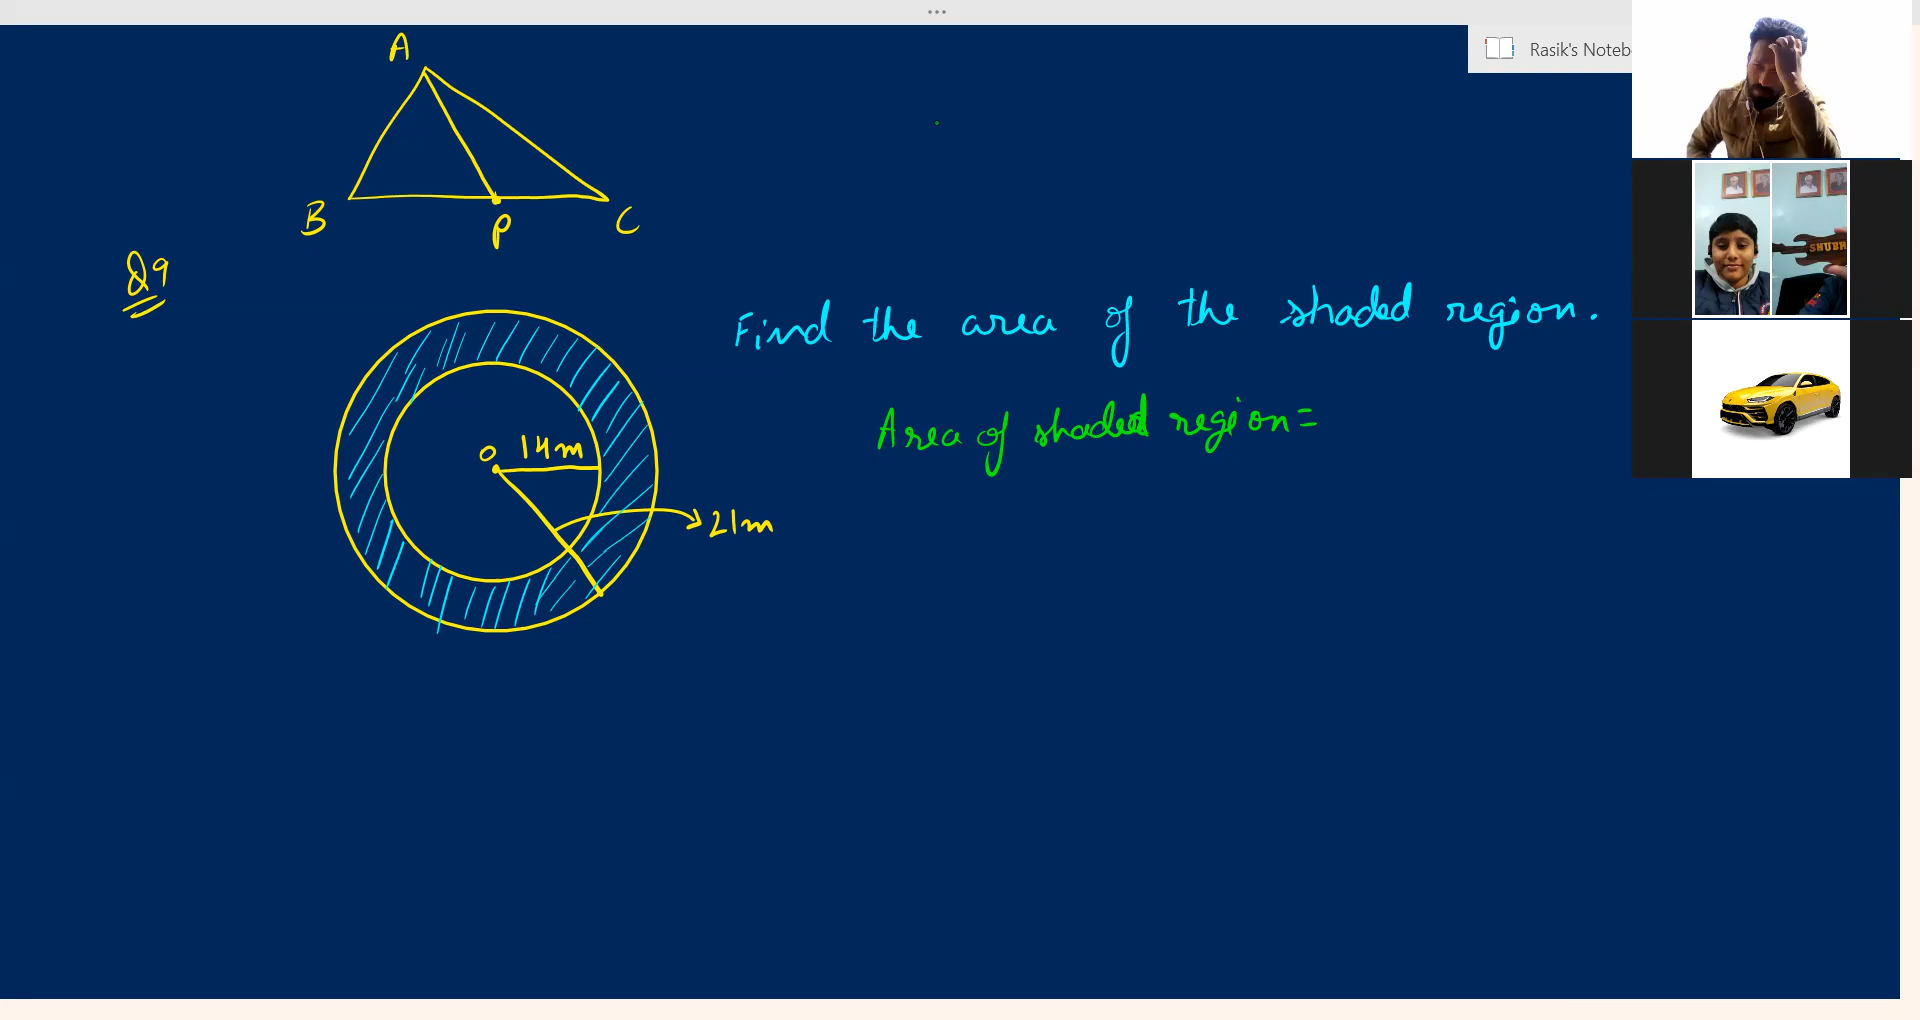 Rasik's Noteb
A
B
P
C
Q9
Find the area of the shaded region.
Area of shaded region=
O 14m
21m
SHUBH